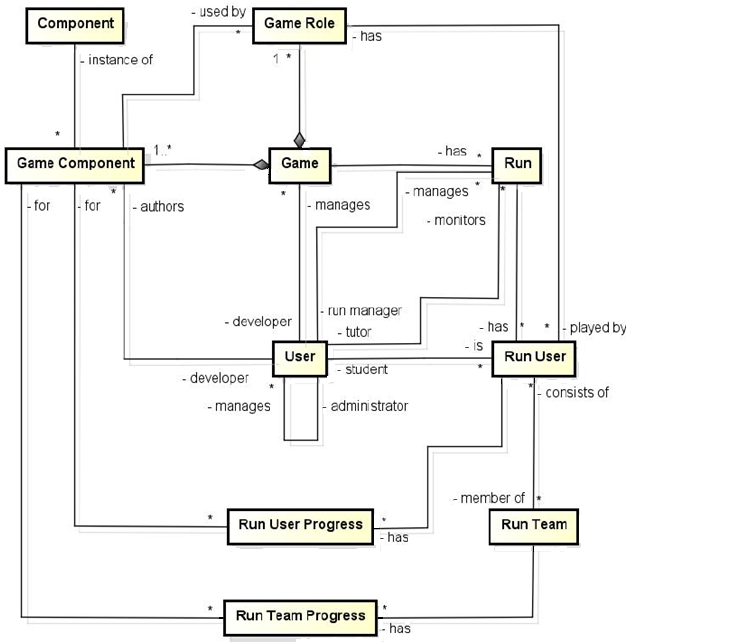 - used by
Component
Game Role
*
- has
- instance of
1 *
*
1..*
- has
*
Game Component
Game
Run
*
*
- manages
*
*
- for
- for
- authors
- manages
- monitors
- run manager
- developer
- tutor
- has
*
*
- played by
- is
User
Run User
- student
*
- developer
*
*
- consists of
- manages
- administrator
- member of
*
*
*
Run User Progress
Run Team
- has
*
*
Run Team Progress
- has